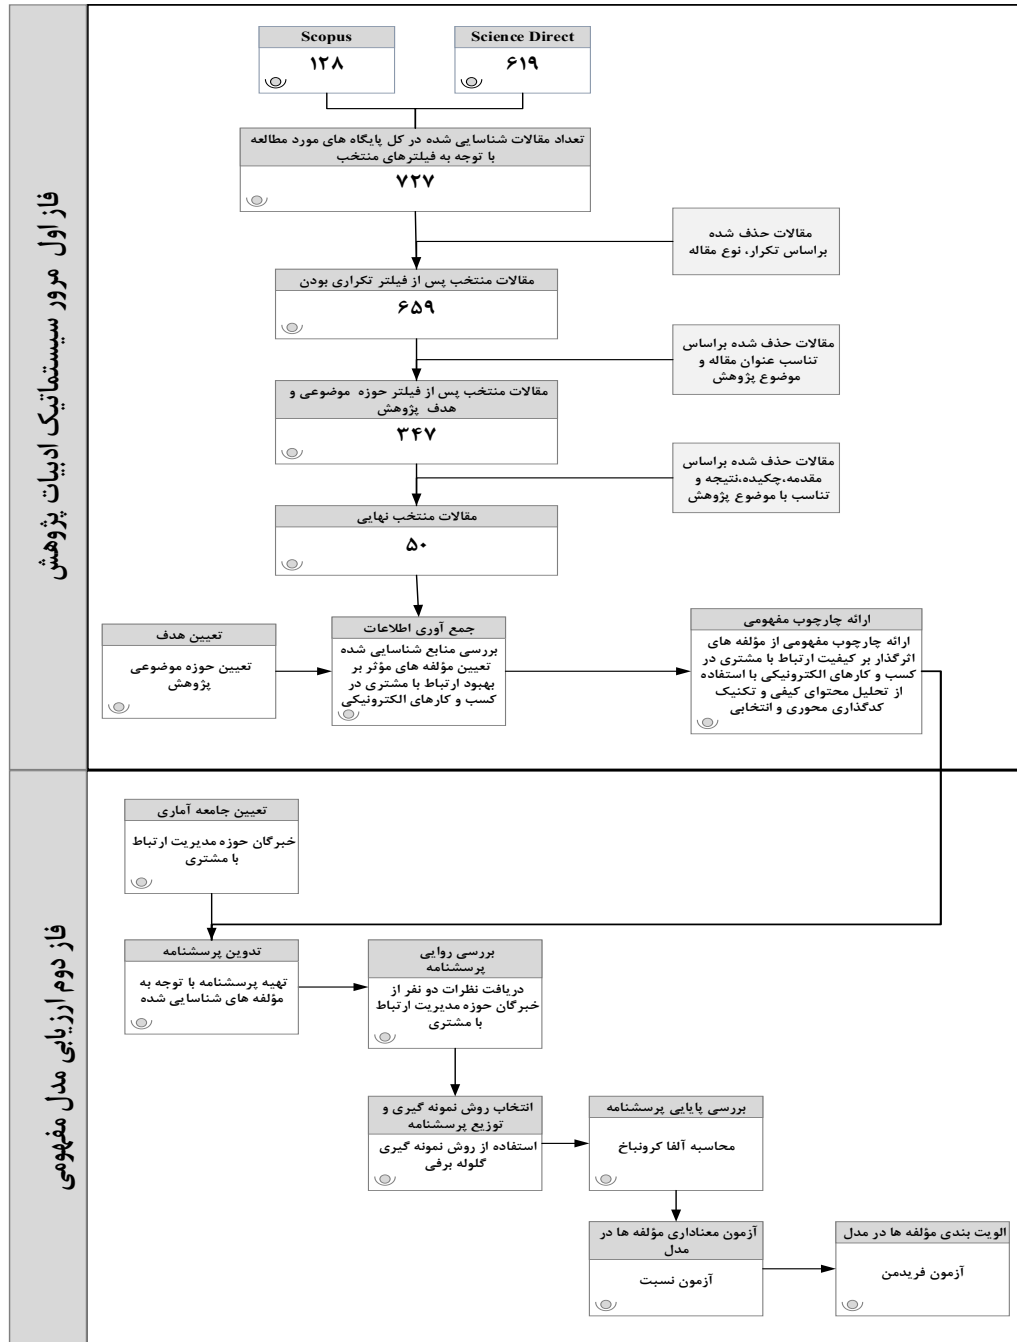 فاز اول مرور سیستماتیک ادبیات پژوهش
Scopus
۱۲۸
Science Direct
۶۱۹
تعداد مقالات شناسایی شده در کل پایگاه های مورد مطالعه
با توجه به فیلترهای منتخب
۷۲۷
مقالات حذف شده
براساس تکرار، نوع مقاله
مقالات منتخب پس از فیلتر تکراری بودن
۶۵۹
مقالات حذف شده براساس
تناسب عنوان مقاله و
موضوع پژوهش
مقالات منتخب پس از فیلتر حوزه موضوعی و
هدف پژوهش
۳۴۷
مقالات حذف شده براساس
مقدمه،چکیده،نتیجه و
تناسب با موضوع پژوهش
مقالات منتخب نهایی
۵۰
تعیین هدف
تعیین حوزه موضوعی
پژوهش
جمع آوری اطلاعات
بررسی منابع شناسایی شده
تعیین مؤلفه های مؤثر بر
بهبود ارتباط با مشتری در
کسب و کارهای الکترونیکی
ارائه چارچوب مفهومی
ارائه چارچوب مفهومی از مؤلفه های
اثرگذار بر کیفیت ارتباط با مشتری در
کسب و کارهای الکترونیکی با استفاده
از تحلیل محتوای کیفی و تکنیک
کدگذاری محوری و انتخابی
فاز دوم ارزیابی مدل مفهومی
تعیین جامعه آماری
خبرگان حوزه مدیریت ارتباط
با مشتری
تدوین پرسشنامه
تهیه پرسشنامه با توجه به
مؤلفه های شناسایی شده
بررسی روایی
پرسشنامه
دریافت نظرات دو نفر از
خبرگان حوزه مدیریت ارتباط
با مشتری
انتخاب روش نمونه گیری و
توزیع پرسشنامه
استفاده از روش نمونه گیری
گلوله برفی
بررسی پایایی پرسشنامه
محاسبه آلفا کرونباخ
آزمون معناداری مؤلفه ها در
مدل
آزمون نسبت
الویت بندی مؤلفه ها در مدل
آزمون فریدمن